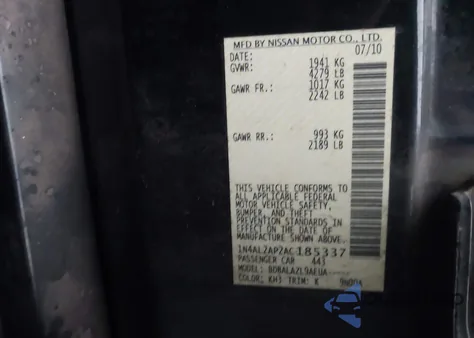 MFD BY NISSAN MOTOR CO., LTD.
DATE: 07/10
GVWR: 1941 KG
4279 LB
GAWR FR.: 1017 KG
2242 LB
GAWR RR.: 993 KG
2189 LB
THIS VEHICLE CONFORMS TO
ALL APPLICABLE FEDERAL
MOTOR VEHICLE SAFETY,
BUMPER, AND THEFT
PREVENTION STANDARDS IN
EFFECT ON THE DATE OF
MANUFACTURE SHOWN ABOVE.
1N4AL2AP2AC185337
PASSENGER CAR 443
MODEL: BDRALAZL9AEUA
COLOR: KH3 TRIM: K